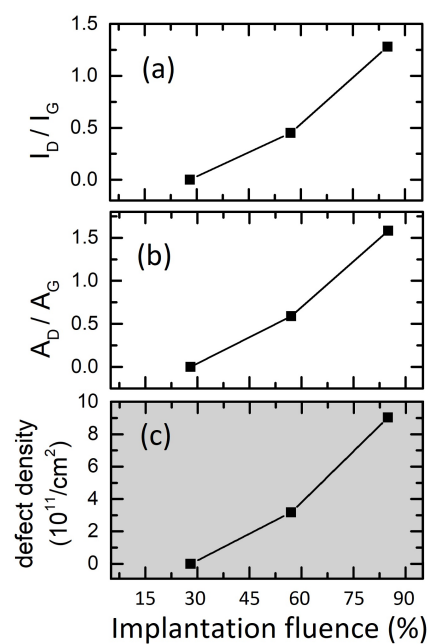 1.5
1.0
0.5
0.0
I_D / I_G
(a)
1.5
1.0
0.5
0.0
A_D / A_G
(b)
10
8
6
4
2
0
defect density
(10^11/cm^2)
(c)
15 30 45 60 75 90
Implantation fluence (%)